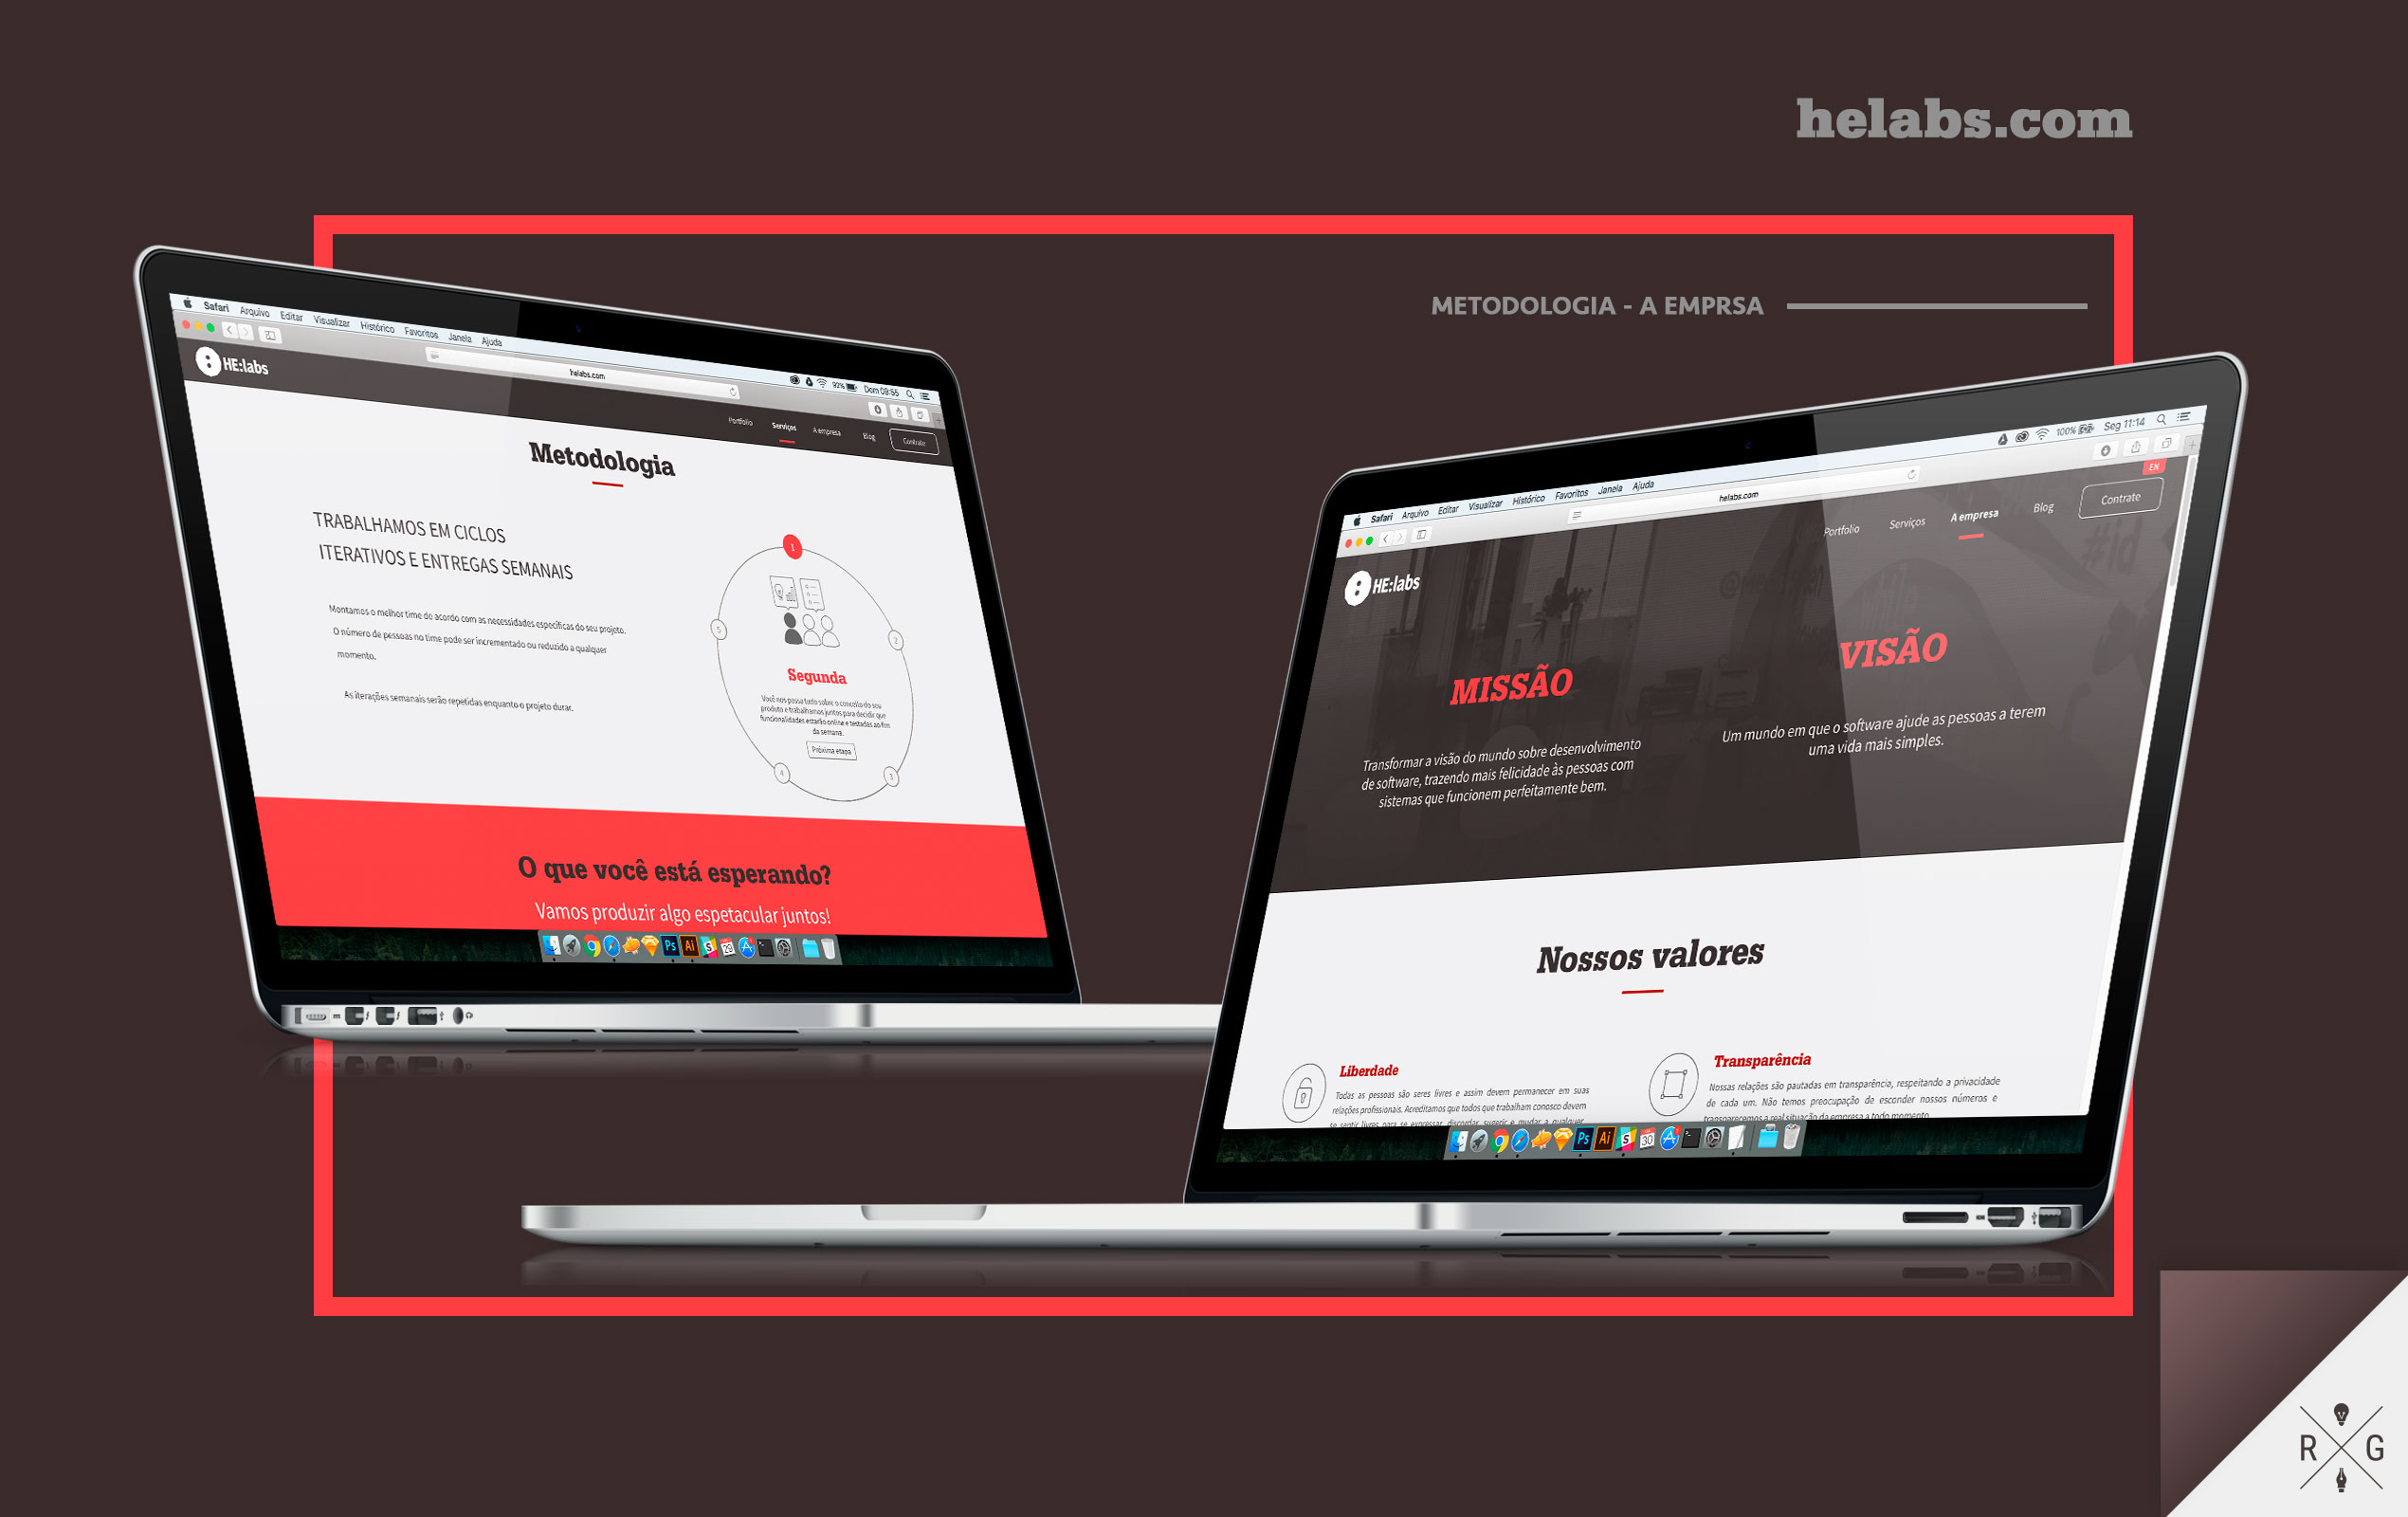 helabs.com
METODOLOGIA - A EMPRSA
Safari Arquivo Editar Visualizar Histórico Favoritos Janela Ajuda
93% Dom 09:55
helabs.com
HE:labs
Portfolio Serviços A empresa Blog Contrate
Metodologia
TRABALHAMOS EM CICLOS
ITERATIVOS E ENTREGAS SEMANAIS
Montamos o melhor time de acordo com as necessidades específicas do seu projeto.
O número de pessoas no time pode ser incrementado ou reduzido a qualquer
momento.
As iterações semanais serão repetidas enquanto o projeto durar.
1
5
2
Segunda
Você nos passa tudo sobre o conceito do seu
produto e trabalhamos juntos para decidir que
funcionalidades estarão online e testadas ao fim
da semana.
Próxima etapa
4
3
O que você está esperando?
Vamos produzir algo espetacular juntos!
Ps Ai S 29
Safari Arquivo Editar Visualizar Histórico Favoritos Janela Ajuda
100% Seg 11:14
helabs.com
EN
HE:labs
Portfolio Serviços A empresa Blog Contrate
#id
MISSÃO
Transformar a visão do mundo sobre desenvolvimento
de software, trazendo mais felicidade às pessoas com
sistemas que funcionem perfeitamente bem.
VISÃO
Um mundo em que o software ajude as pessoas a terem
uma vida mais simples.
Nossos valores
Liberdade
Todas as pessoas são seres livres e assim devem permanecer em suas
relações profissionais. Acreditamos que todos que trabalham conosco devem
se sentir livres para se expressar, discordar, sugerir e mudar a qualquer
Transparência
Nossas relações são pautadas em transparência, respeitando a privacidade
de cada um. Não temos preocupação de esconder nossos números e
transparecemos a real situação da empresa a todo momento.
Ps Ai S 30
R G